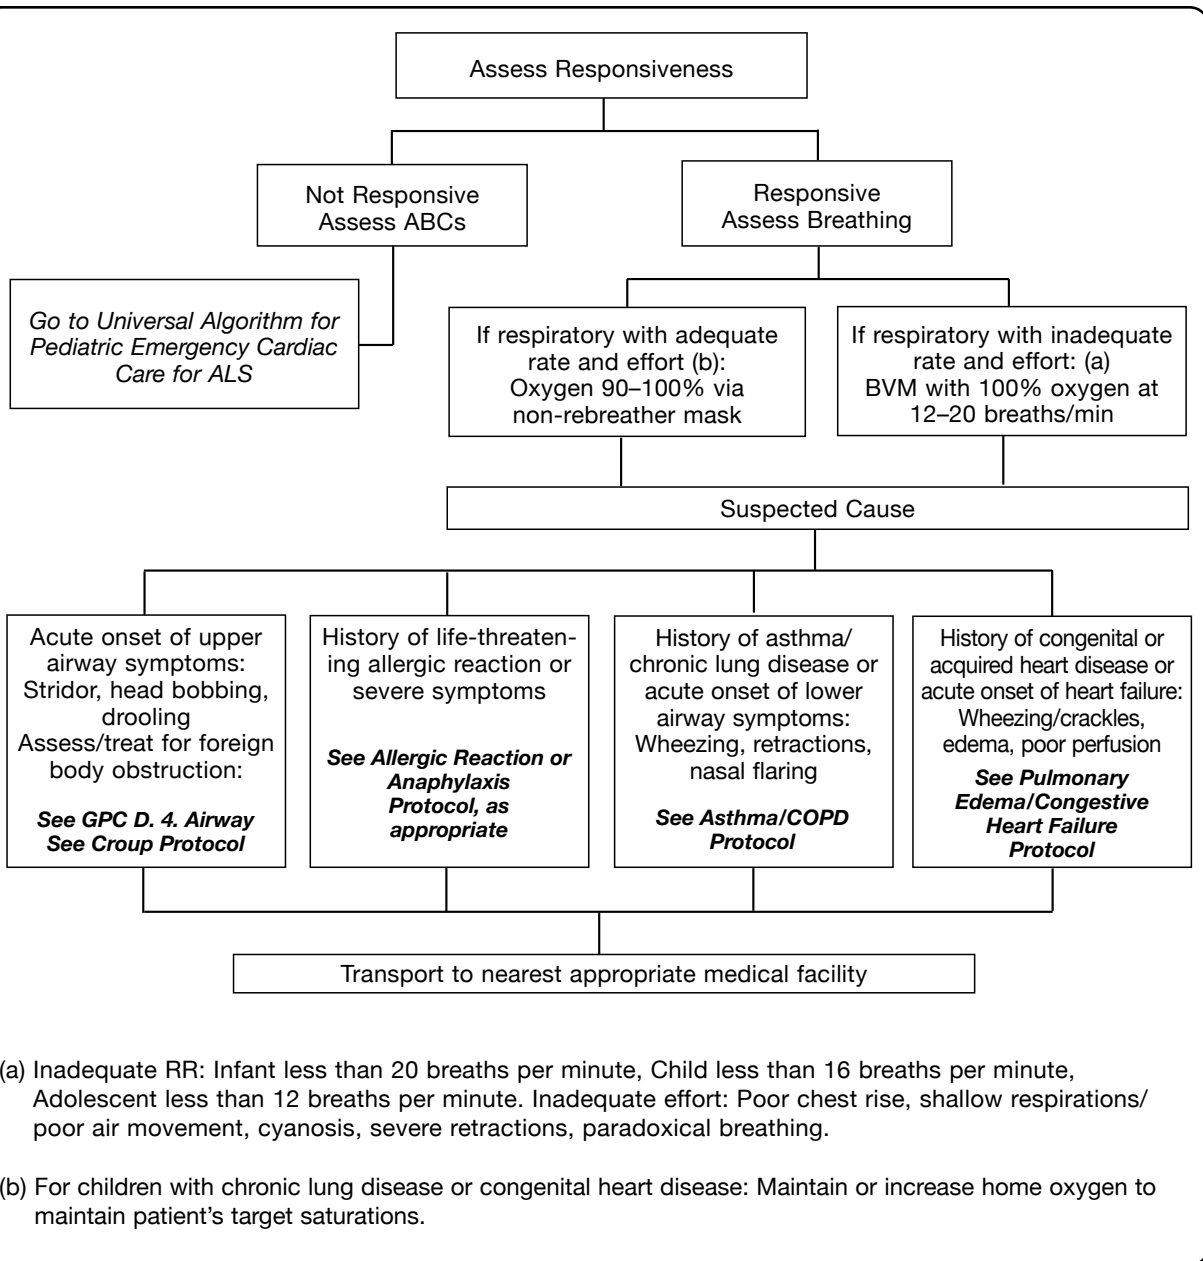 Assess Responsiveness
Not Responsive
Assess ABCs
Responsive
Assess Breathing
Go to Universal Algorithm for
Pediatric Emergency Cardiac
Care for ALS
If respiratory with adequate
rate and effort (b):
Oxygen 90–100% via
non-rebreather mask
If respiratory with inadequate
rate and effort: (a)
BVM with 100% oxygen at
12–20 breaths/min
Suspected Cause
Acute onset of upper
airway symptoms:
Stridor, head bobbing,
drooling
Assess/treat for foreign
body obstruction:
See GPC D. 4. Airway
See Croup Protocol
History of life-threaten-
ing allergic reaction or
severe symptoms
See Allergic Reaction or
Anaphylaxis
Protocol, as
appropriate
History of asthma/
chronic lung disease or
acute onset of lower
airway symptoms:
Wheezing, retractions,
nasal flaring
See Asthma/COPD
Protocol
History of congenital or
acquired heart disease or
acute onset of heart failure:
Wheezing/crackles,
edema, poor perfusion
See Pulmonary
Edema/Congestive
Heart Failure
Protocol
Transport to nearest appropriate medical facility
(a) Inadequate RR: Infant less than 20 breaths per minute, Child less than 16 breaths per minute,
Adolescent less than 12 breaths per minute. Inadequate effort: Poor chest rise, shallow respirations/
poor air movement, cyanosis, severe retractions, paradoxical breathing.
(b) For children with chronic lung disease or congenital heart disease: Maintain or increase home oxygen to
maintain patient's target saturations.